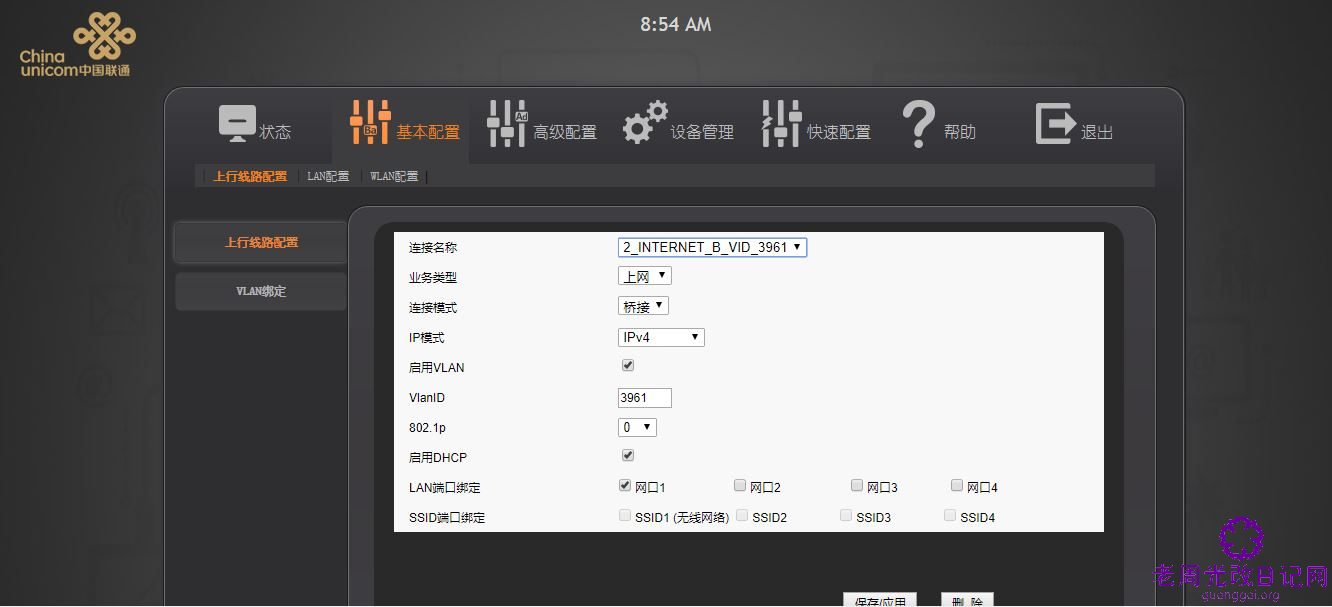 8:54 AM
China
unicom中国联通
状态 基本配置 高级配置 设备管理 快速配置 帮助 退出
Ba Ad
上行线路配置 LAN配置 WLAN配置
上行线路配置
VLAN绑定
连接名称 2_INTERNET_B_VID_3961
业务类型 上网
连接模式 桥接
IP模式 IPv4
启用VLAN
VlanID 3961
802.1p 0
启用DHCP
LAN端口绑定 网口1 网口2 网口3 网口4
SSID端口绑定 SSID1 (无线网络) SSID2 SSID3 SSID4
保存/应用 删 除
老周光改日记网
guanggai.org